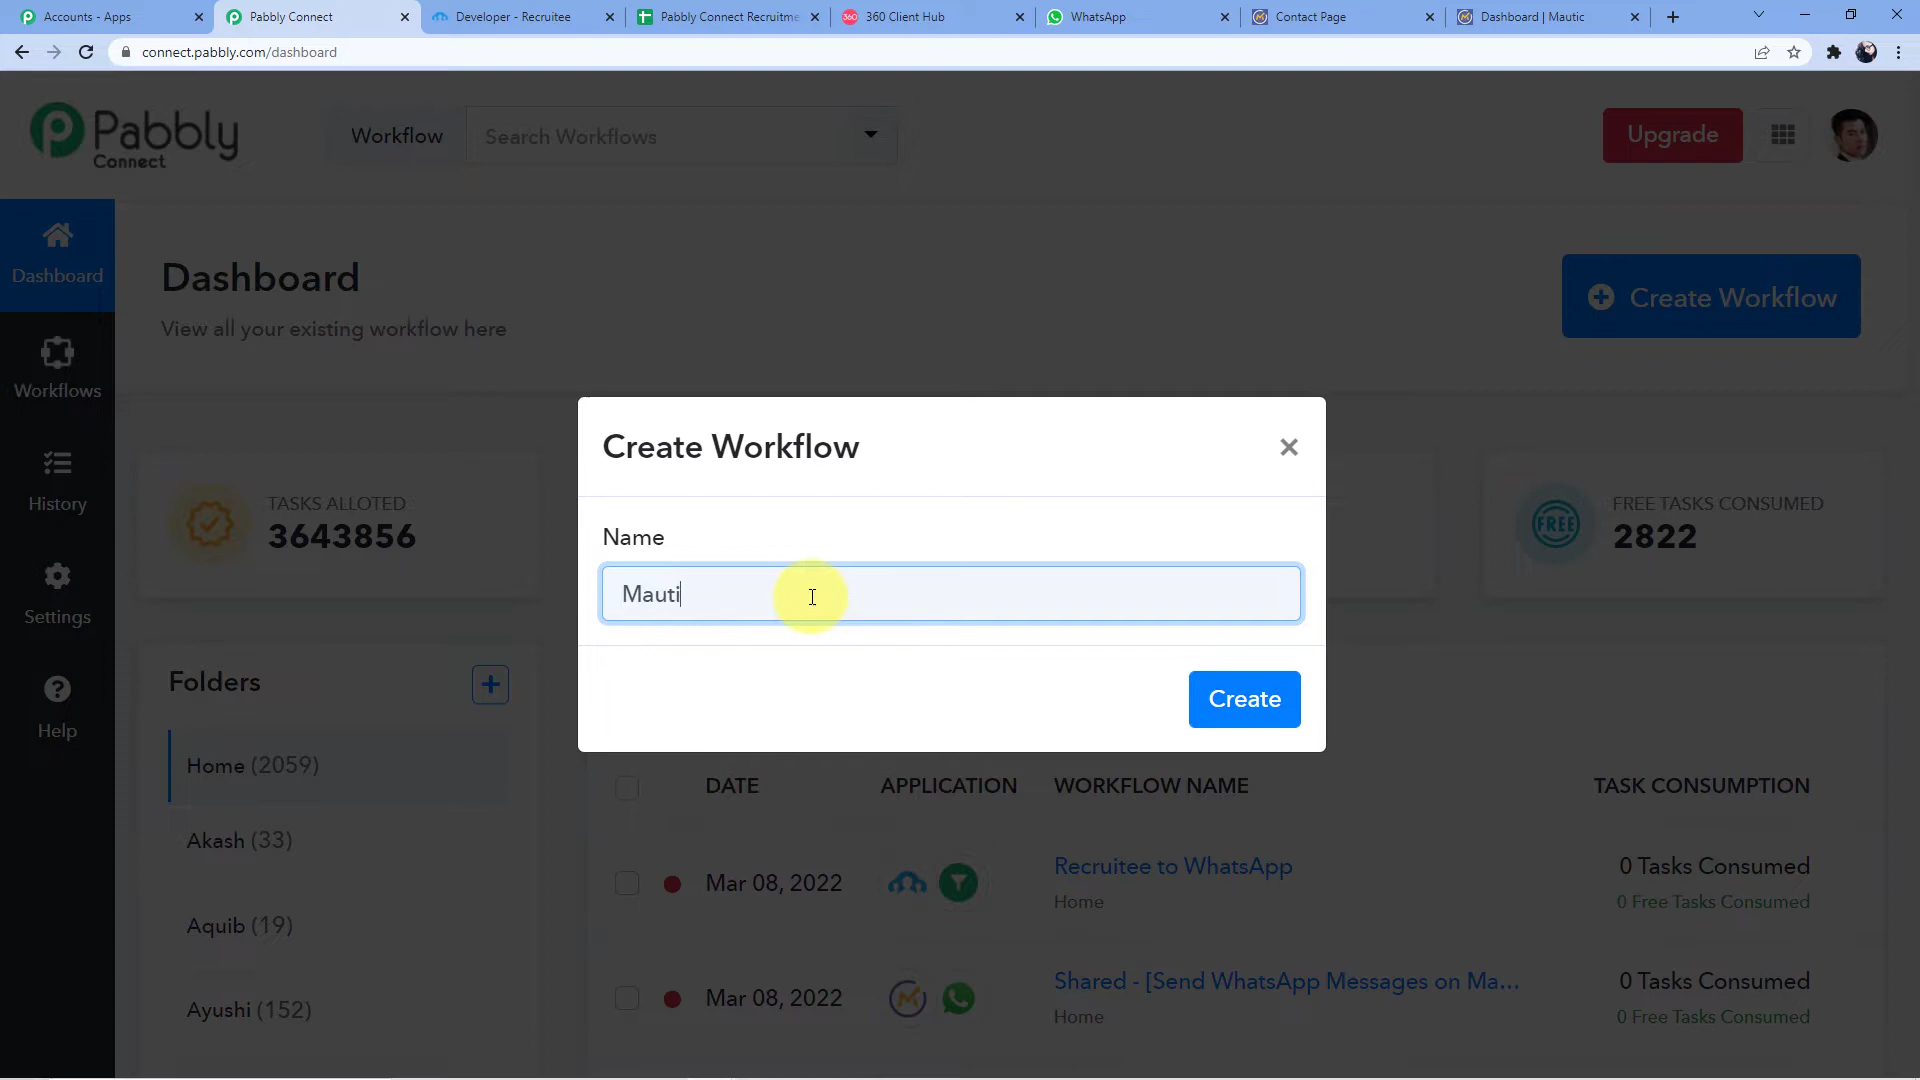 Accounts - Apps
Pabbly Connect
Developer - Recruitee
Pabbly Connect Recruitme
360 Client Hub
WhatsApp
Contact Page
Dashboard | Mautic
connect.pabbly.com/dashboard
Pabbly
Connect
Workflow
Search Workflows
Upgrade
Dashboard
Dashboard
View all your existing workflow here
Create Workflow
Workflows
History
Settings
Help
TASKS ALLOTED
3643856
FREE
FREE TASKS CONSUMED
2822
Create Workflow
Name
Mauti
Create
Folders
Home (2059)
Akash (33)
Aquib (19)
Ayushi (152)
DATE
APPLICATION
WORKFLOW NAME
TASK CONSUMPTION
Mar 08, 2022
Recruitee to WhatsApp
Home
0 Tasks Consumed
0 Free Tasks Consumed
Mar 08, 2022
Shared - [Send WhatsApp Messages on Ma...
Home
0 Tasks Consumed
0 Free Tasks Consumed